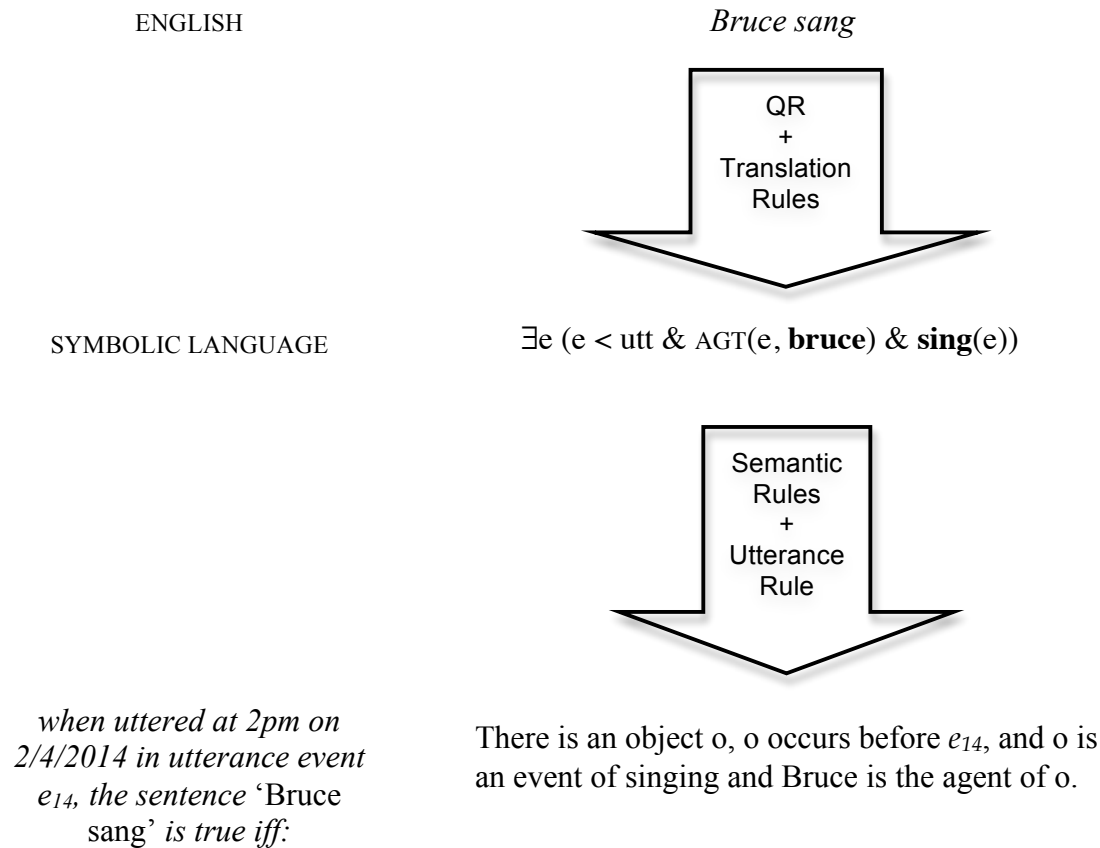 ENGLISH
Bruce sang
QR
+
Translation
Rules
SYMBOLIC LANGUAGE
∃e (e < utt & AGT(e, bruce) & sing(e))
Semantic
Rules
+
Utterance
Rule
when uttered at 2pm on
2/4/2014 in utterance event
e14, the sentence ‘Bruce
sang’ is true iff:
There is an object o, o occurs before e14, and o is
an event of singing and Bruce is the agent of o.